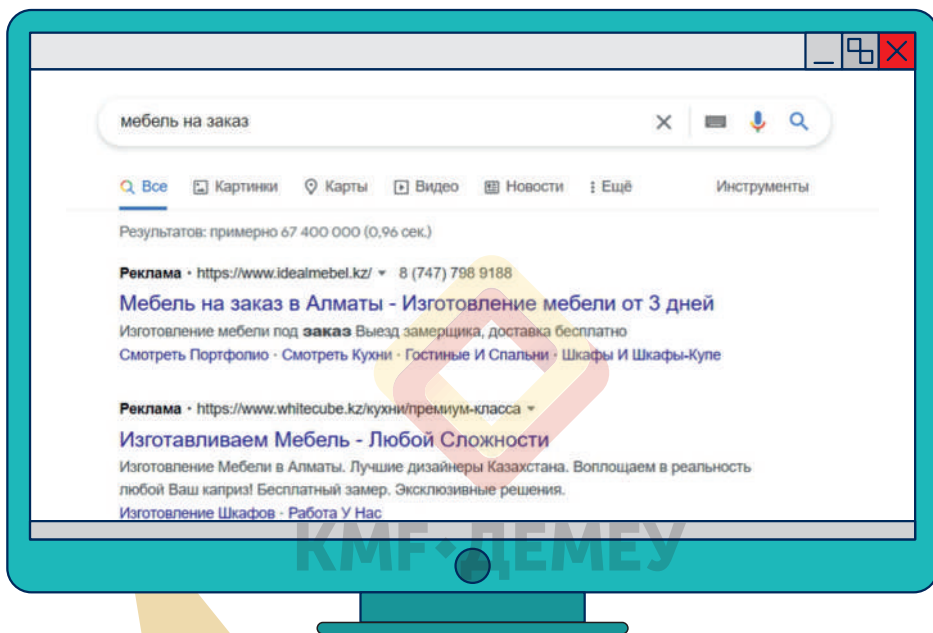 мебель на заказ
Все Картинки Карты Видео Новости Ещё Инструменты
Результатов: примерно 67 400 000 (0,96 сек.)
Реклама · https://www.idealmebel.kz/ 8 (747) 798 9188
Мебель на заказ в Алматы - Изготовление мебели от 3 дней
Изготовление мебели под заказ Выезд замерщика, доставка бесплатно
Смотреть Портфолио · Смотреть Кухни · Гостиные И Спальни · Шкафы И Шкафы-Купе
Реклама · https://www.whitecube.kz/кухни/премиум-класса
Изготавливаем Мебель - Любой Сложности
Изготовление Мебели в Алматы. Лучшие дизайнеры Казахстана. Воплощаем в реальность
любой Ваш каприз! Бесплатный замер. Эксклюзивные решения.
Изготовление Шкафов · Работа У Нас
KMF·ДЕМЕУ